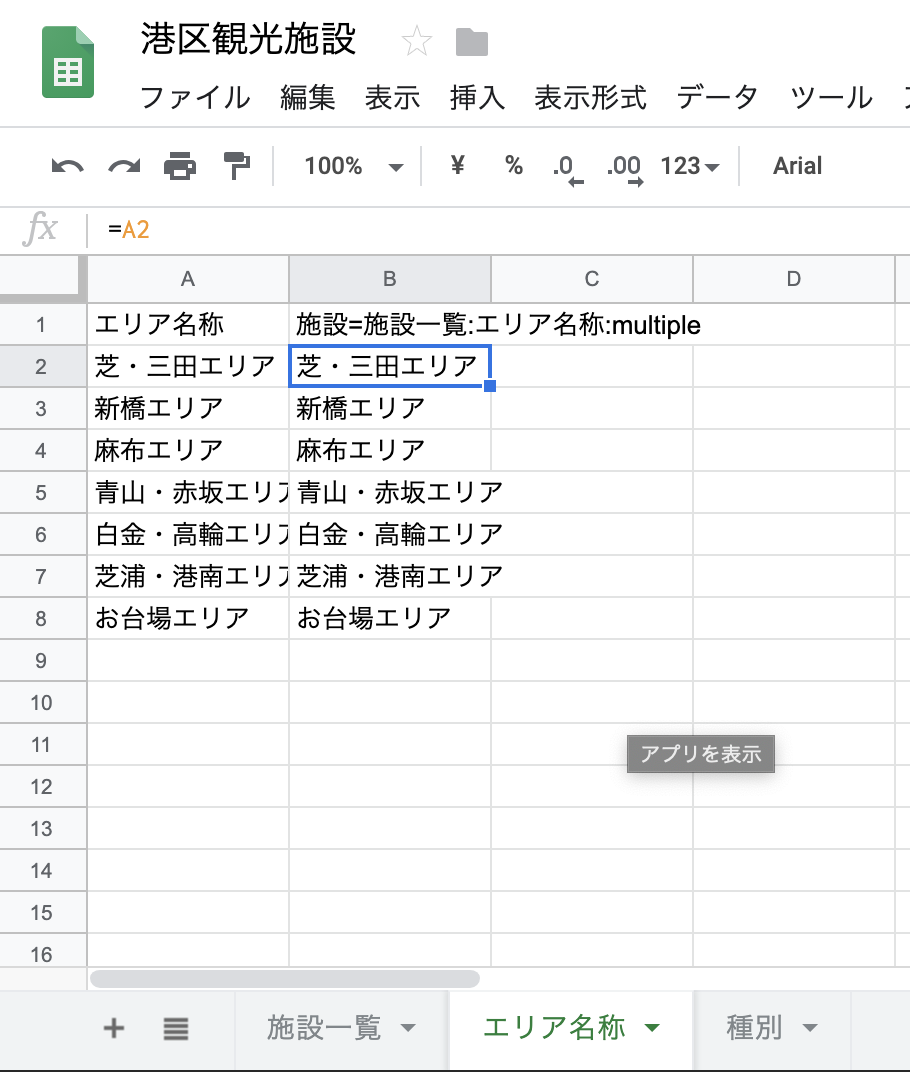 港区観光施設
ファイル 編集 表示 挿入 表示形式 データ ツール
100% ¥ % .0 .00 123 Arial
fx =A2
A B C D
1 エリア名称 施設=施設一覧:エリア名称:multiple
2 芝・三田エリア 芝・三田エリア
3 新橋エリア 新橋エリア
4 麻布エリア 麻布エリア
5 青山・赤坂エリア 青山・赤坂エリア
6 白金・高輪エリア 白金・高輪エリア
7 芝浦・港南エリア 芝浦・港南エリア
8 お台場エリア お台場エリア
9
10
11
アプリを表示
12
13
14
15
16
+ 施設一覧 エリア名称 種別